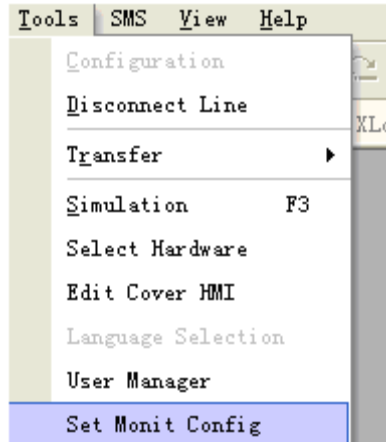 Tools SMS View Help
Configuration
Disconnect Line
XLo
Transfer
Simulation F3
Select Hardware
Edit Cover HMI
Language Selection
User Manager
Set Monit Config